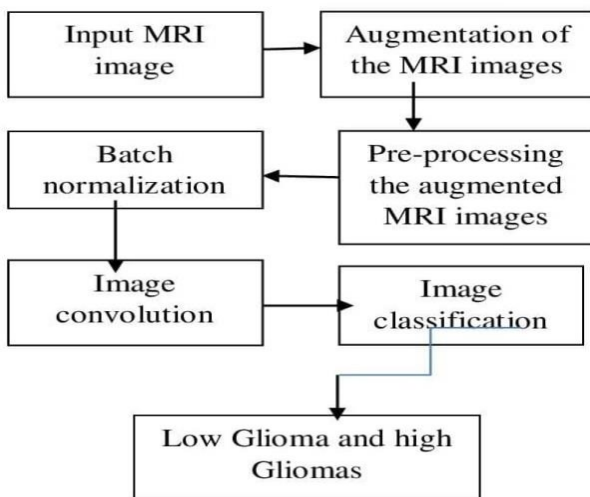 Input MRI
image
Augmentation of
the MRI images
Pre-processing
the augmented
MRI images
Batch
normalization
Image
convolution
Image
classification
Low Glioma and high
Gliomas